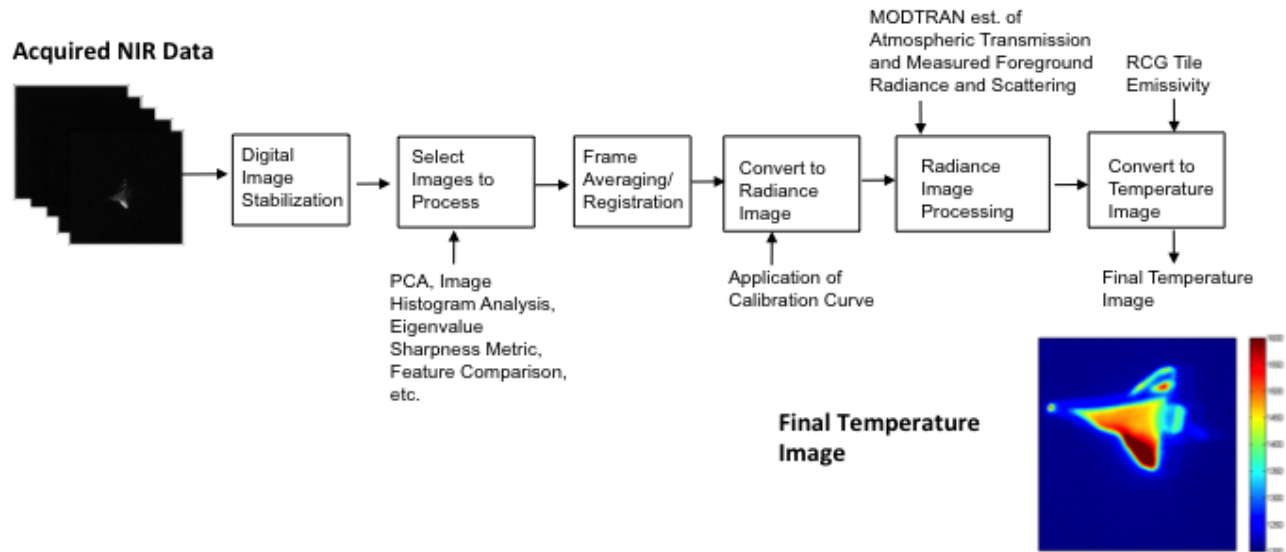 Acquired NIR Data
MODTRAN est. of
Atmospheric Transmission
and Measured Foreground
Radiance and Scattering
RCG Tile
Emissivity
Digital
Image
Stabilization
Select
Images to
Process
Frame
Averaging/
Registration
Convert to
Radiance
Image
Radiance
Image
Processing
Convert to
Temperature
Image
PCA, Image
Histogram Analysis,
Eigenvalue
Sharpness Metric,
Feature Comparison,
etc.
Application of
Calibration Curve
Final Temperature
Image
Final Temperature
Image